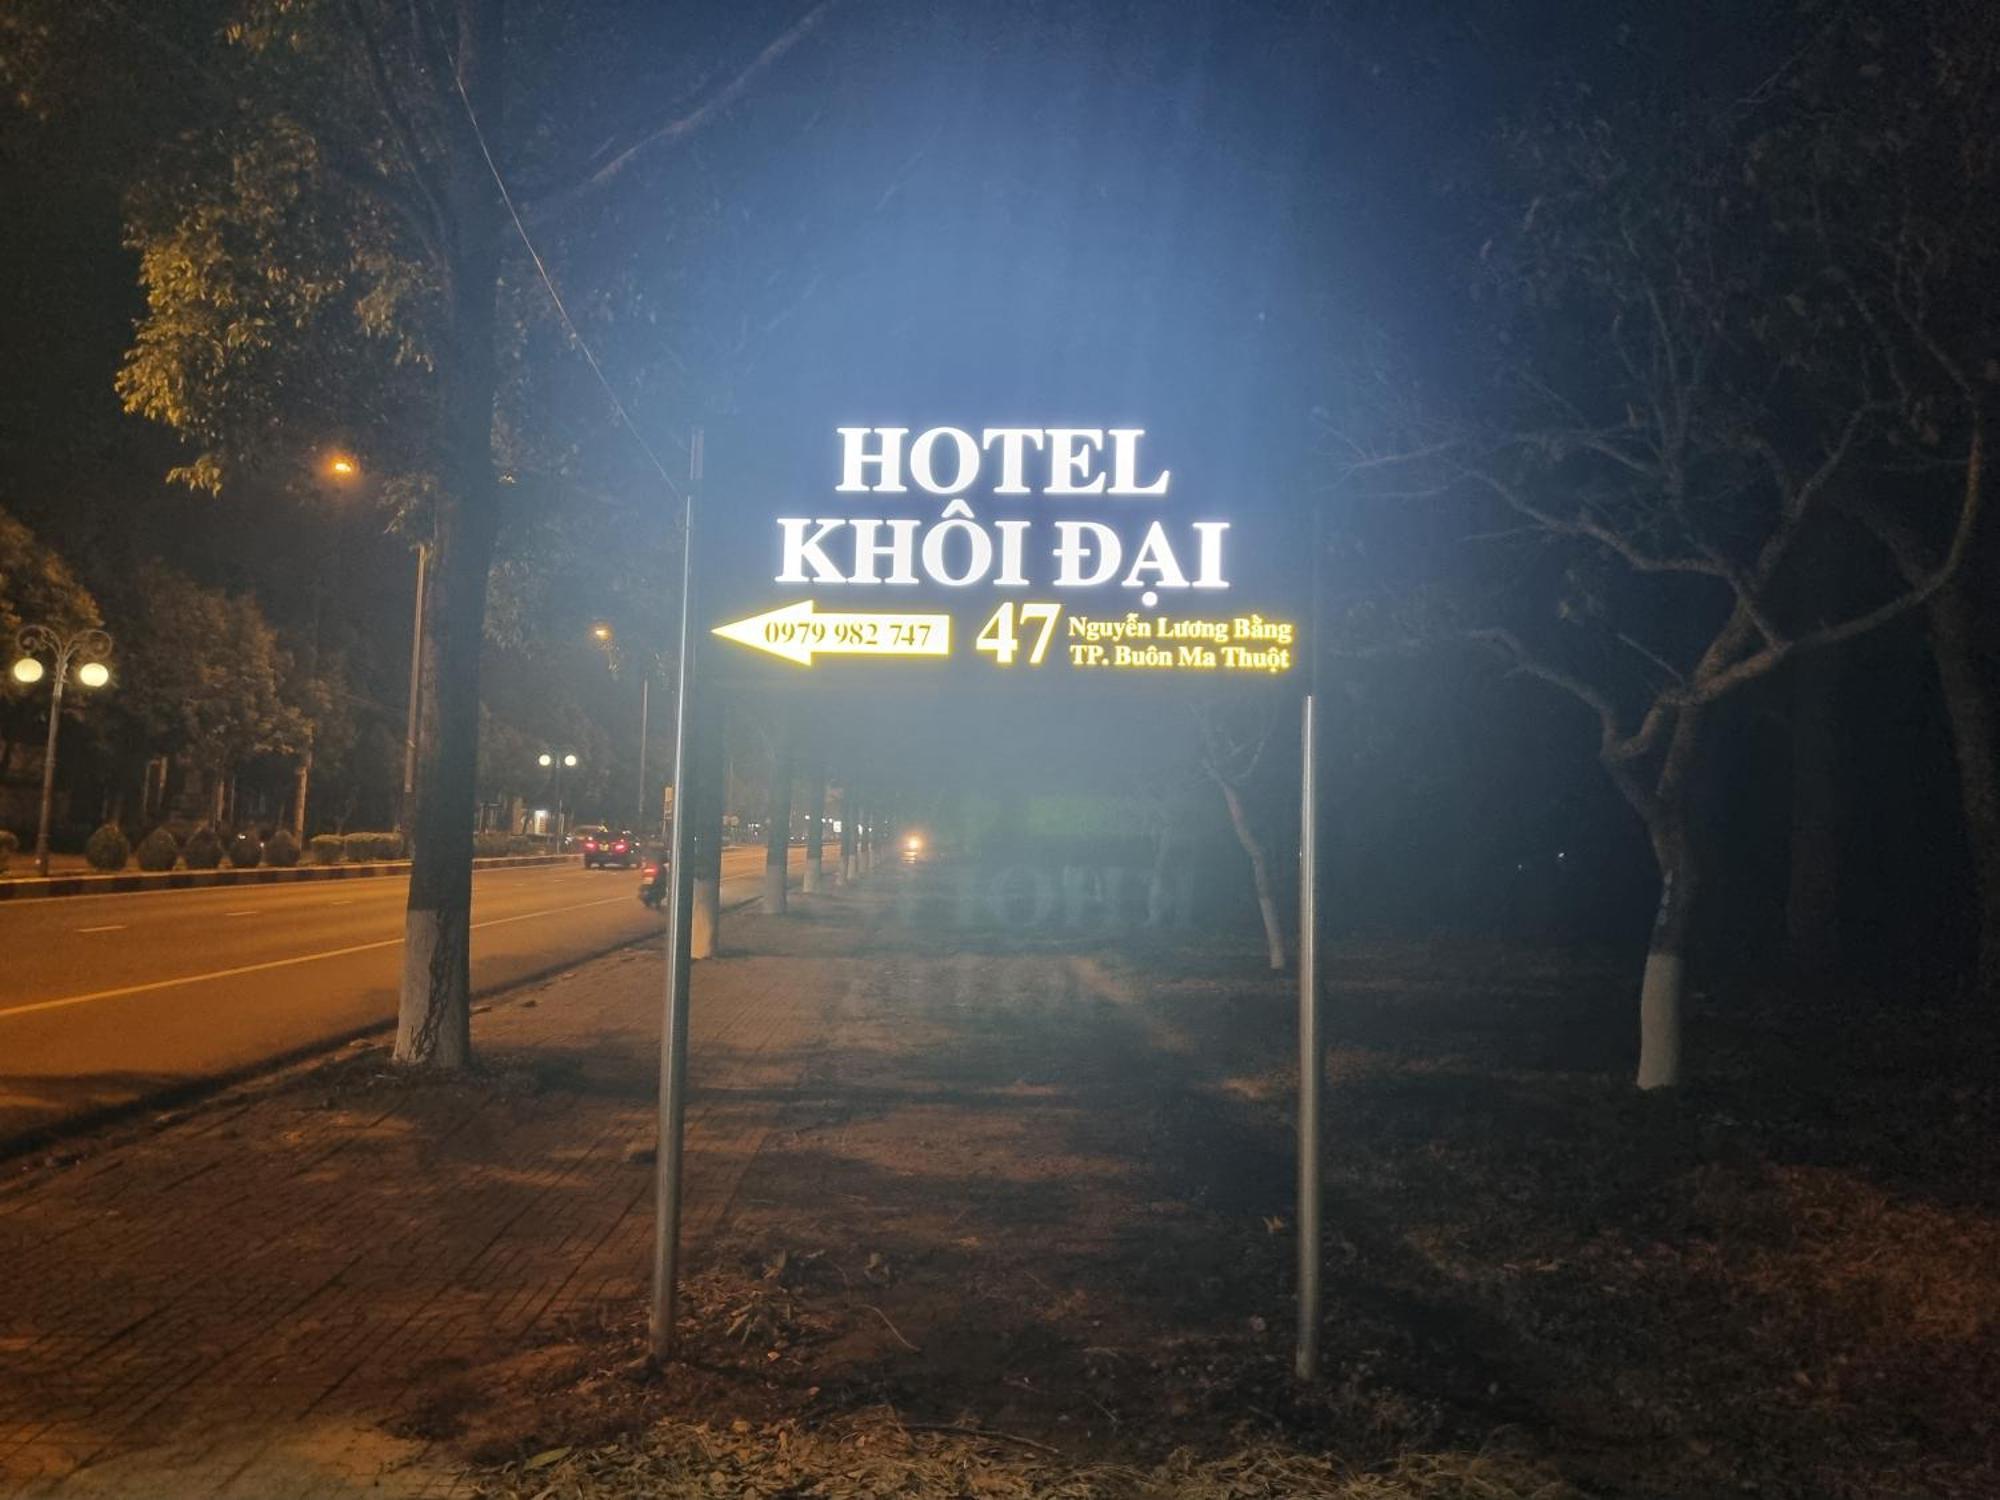 HOTEL
KHÔI ĐẠI
0979 982 747
47 Nguyễn Lương Bằng
TP. Buôn Ma Thuột